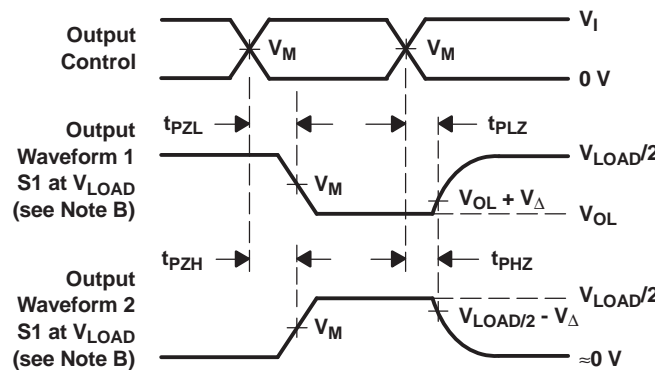 Output
Control
V_M
V_M
V_I
0 V
t_PZL
t_PLZ
Output
Waveform 1
S1 at V_LOAD
(see Note B)
V_M
V_OL + V_Δ
V_LOAD/2
V_OL
t_PZH
t_PHZ
Output
Waveform 2
S1 at V_LOAD
(see Note B)
V_M
V_LOAD/2 - V_Δ
V_LOAD/2
≈0 V